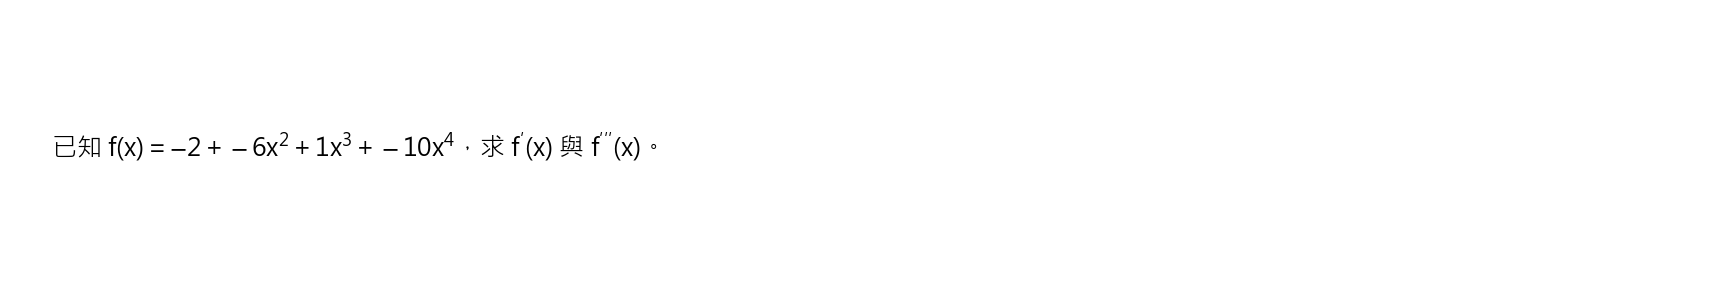 已知 f(x) = −2 + −6x² + 1x³ + −10x⁴，求 f′(x) 與 f′′′(x)。